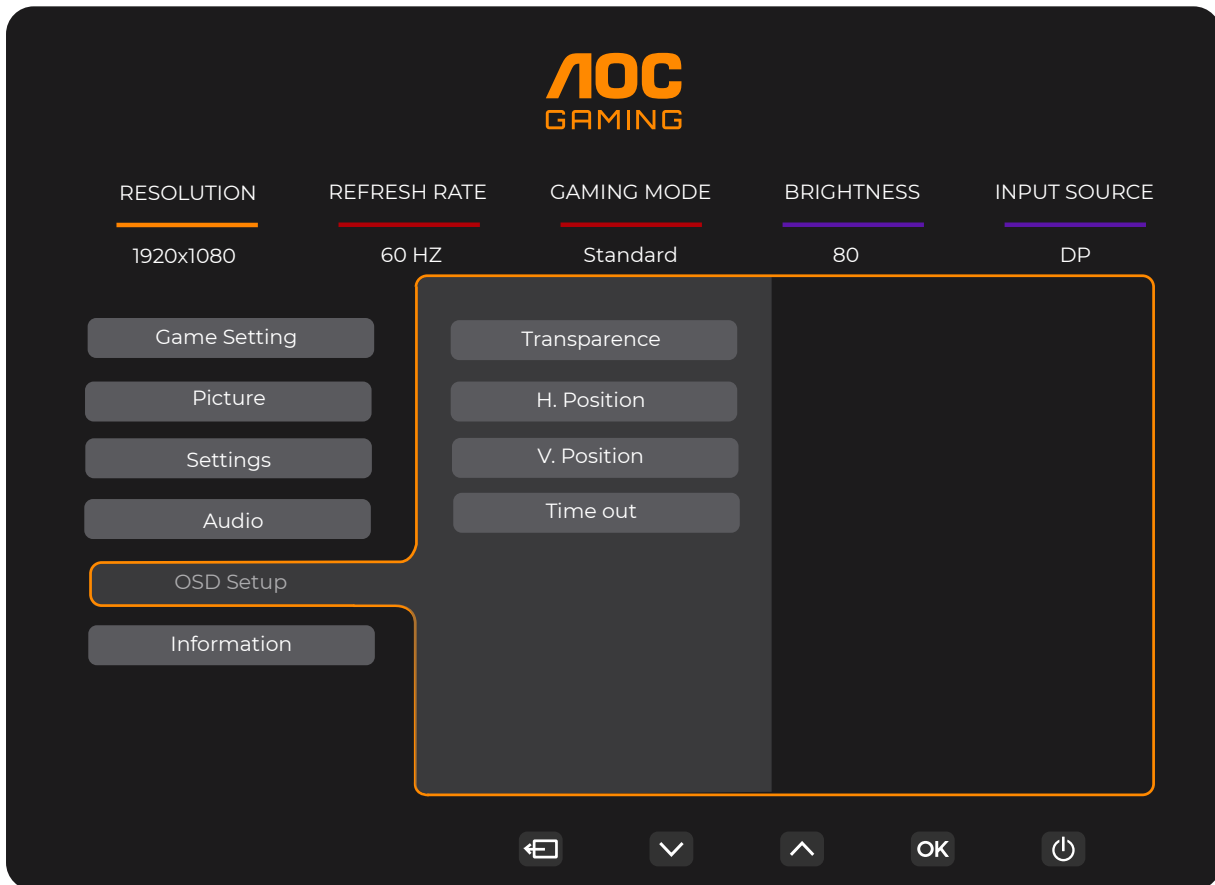 AOC
GAMING
RESOLUTION REFRESH RATE GAMING MODE BRIGHTNESS INPUT SOURCE
1920x1080 60 HZ Standard 80 DP
Game Setting
Picture
Settings
Audio
OSD Setup
Information
Transparence
H. Position
V. Position
Time out
OK